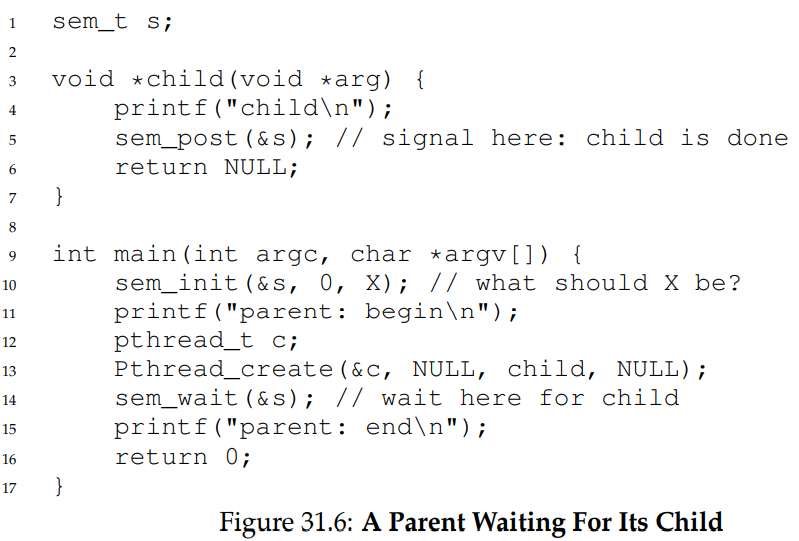 1 sem_t s;
2
3 void *child(void *arg) {
4 printf("child\n");
5 sem_post(&s); // signal here: child is done
6 return NULL;
7 }
8
9 int main(int argc, char *argv[]) {
10 sem_init(&s, 0, X); // what should X be?
11 printf("parent: begin\n");
12 pthread_t c;
13 Pthread_create(&c, NULL, child, NULL);
14 sem_wait(&s); // wait here for child
15 printf("parent: end\n");
16 return 0;
17 }
Figure 31.6: A Parent Waiting For Its Child